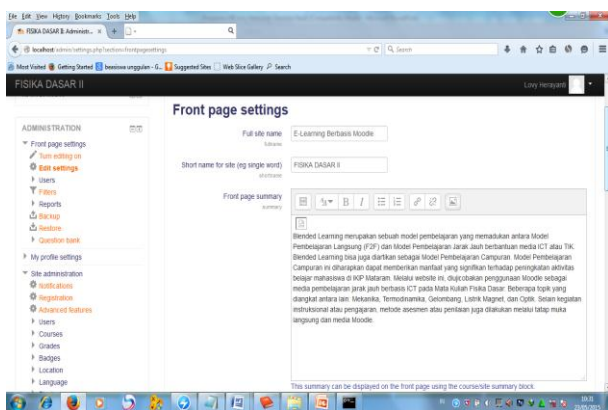 File Edit View History Bookmarks Tools Help
FISIKA DASAR II: Administr...
localhost/admin/settings.php?section=frontpagesettings
Search
Most Visited Getting Started beasiswa unggulan - G... Suggested Sites Web Slice Gallery Search
FISIKA DASAR II
Lovy Herayanti
Front page settings
ADMINISTRATION
Front page settings
Turn editing on
Edit settings
Users
Filters
Reports
Backup
Restore
Question bank
My profile settings
Site administration
Notifications
Registration
Advanced features
Users
Courses
Grades
Badges
Location
Language
Full site name
fullname
E-Learning Berbasis Moodle
Short name for site (eg single word)
shortname
FISIKA DASAR II
Front page summary
summary
Blended Learning merupakan sebuah model pembelajaran yang memadukan antara Model
Pembelajaran Langsung (F2F) dan Model Pembelajaran Jarak Jauh berbantuan media ICT atau TIK.
Blended Learning bisa juga diartikan sebagai Model Pembelajaran Campuran. Model Pembelajaran
Campuran ini diharapkan dapat memberikan manfaat yang signifikan terhadap peningkatan aktivitas
belajar mahasiswa di IKIP Mataram. Melalui website ini, diujicobakan penggunaan Moodle sebagai
media pembelajaran jarak jauh berbasis ICT pada Mata Kuliah Fisika Dasar. Beberapa topik yang
diangkat antara lain: Mekanika, Termodinamika, Gelombang, Listrik Magnet, dan Optik. Selain kegiatan
instruksional atau pengajaran, metode asesmen atau penilaian juga dilakukan melalui tatap muka
langsung dan media Moodle.
This summary can be displayed on the front page using the course/site summary block.
10:31
23/05/2015